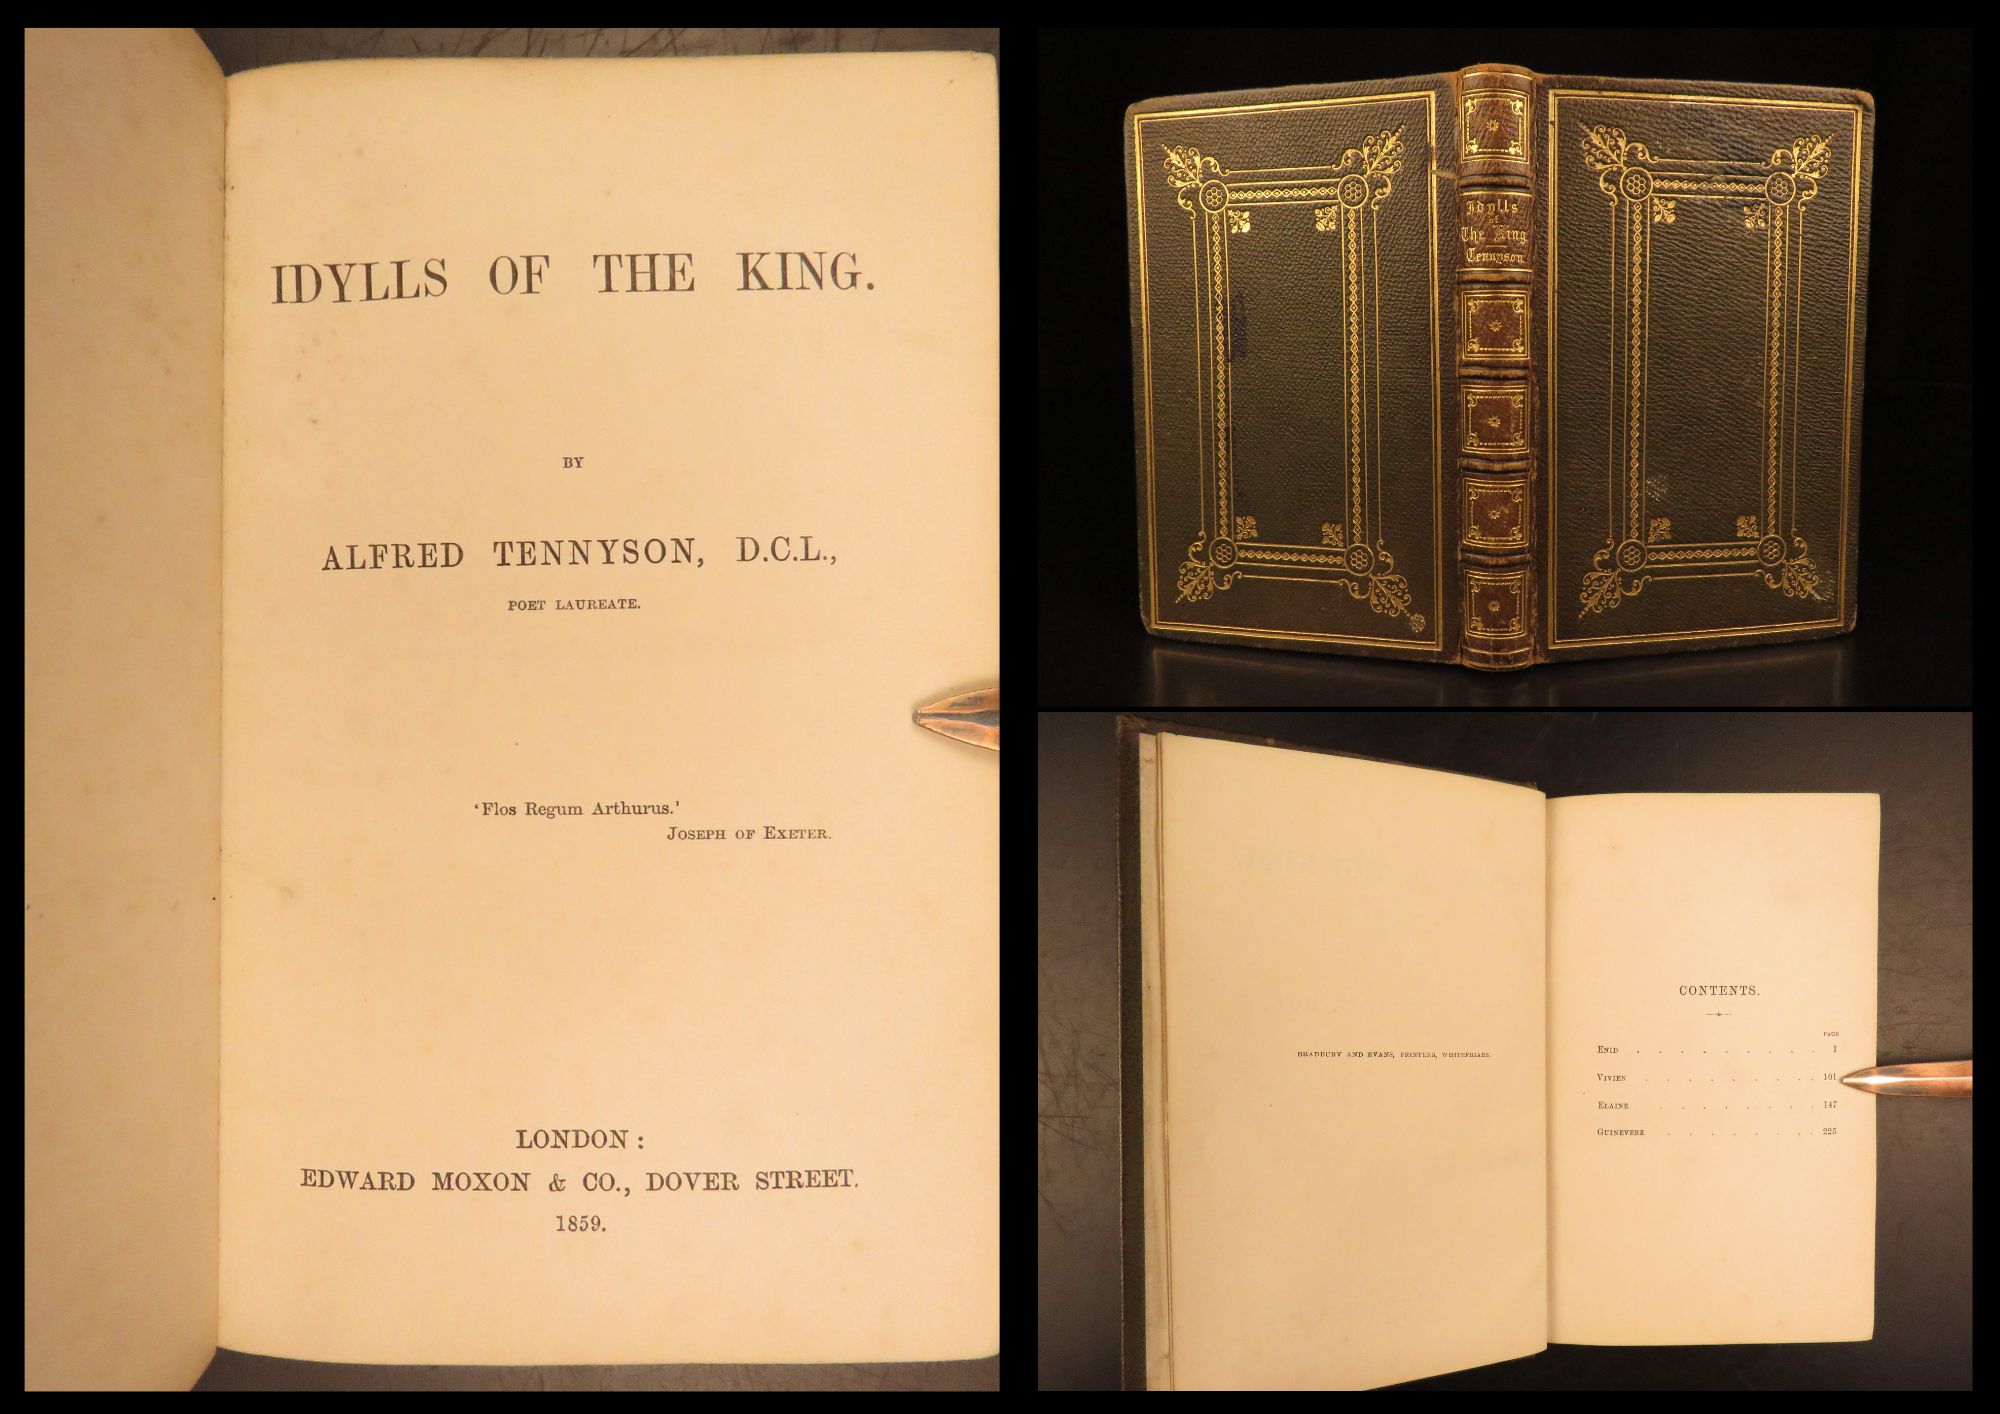 IDYLLS OF THE KING.
BY
ALFRED TENNYSON, D.C.L.,
POET LAUREATE.
‘Flos Regum Arthurus.’
JOSEPH OF EXETER.
LONDON:
EDWARD MOXON & CO., DOVER STREET.
1859.
Idylls
of
The King
Tennyson
BRADBURY AND EVANS, PRINTERS, WHITEFRIARS.
CONTENTS.
PAGE
ENID . . . . . . . . . 1
VIVIEN . . . . . . . . . 101
ELAINE . . . . . . . . 147
GUINEVERE . . . . . . . . 225